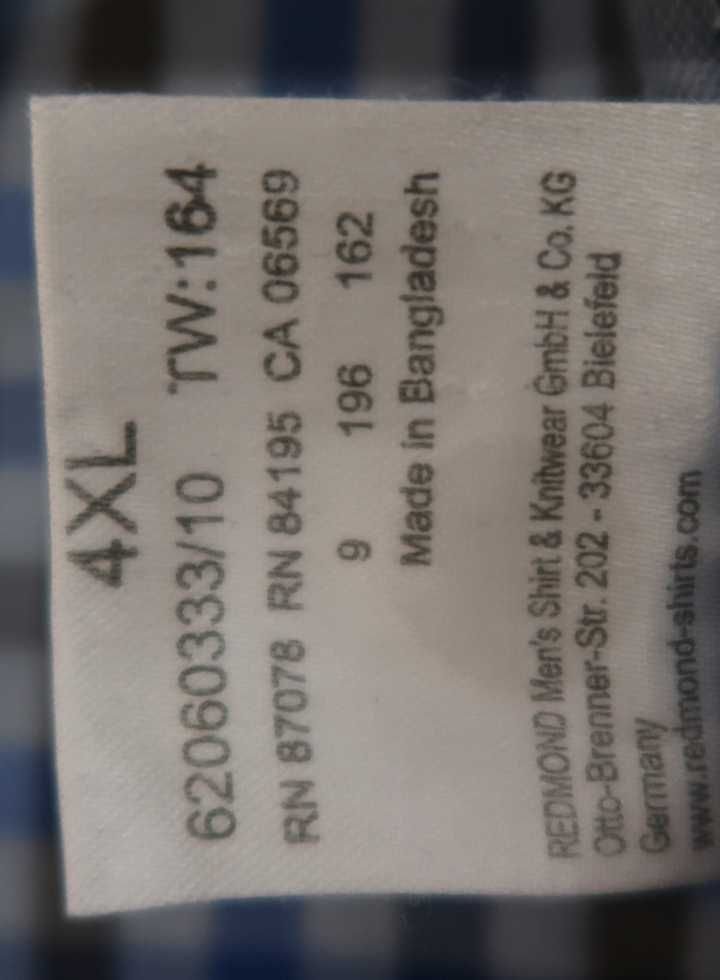 4XL
62060333/10 TW:164
RN 87078 RN 84195 CA 06569
9 196 162
Made in Bangladesh
REDMOND Men's Shirt & Knitwear GmbH & Co. KG
Otto-Brenner-Str. 202 - 33604 Bielefeld
Germany
www.redmond-shirts.com